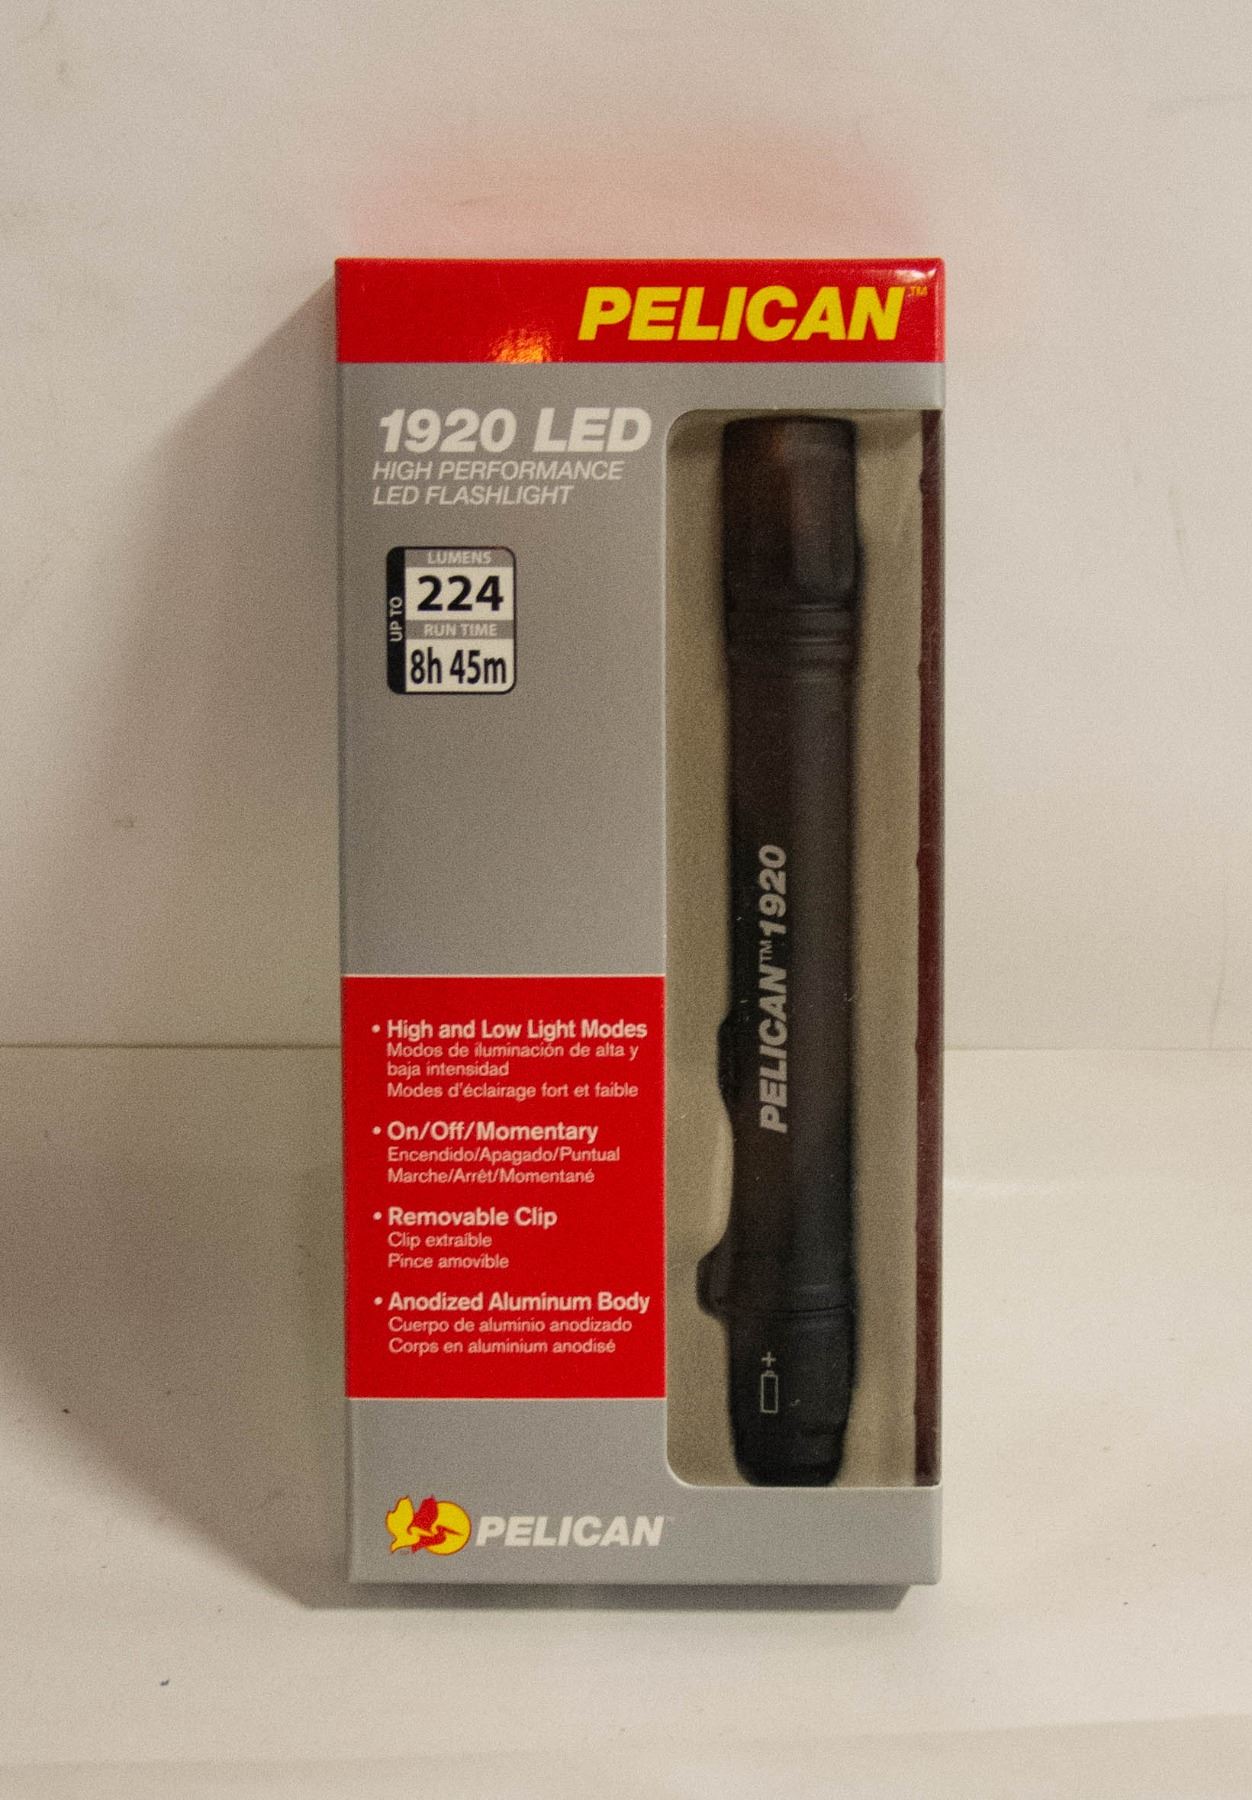 PELICAN™
1920 LED
HIGH PERFORMANCE
LED FLASHLIGHT
UP TO
LUMENS
224
RUN TIME
8h 45m
PELICAN™1920
• High and Low Light Modes
Modos de iluminación de alta y
baja intensidad
Modes d'éclairage fort et faible
• On/Off/Momentary
Encendido/Apagado/Puntual
Marche/Arrêt/Momentané
• Removable Clip
Clip extraíble
Pince amovible
• Anodized Aluminum Body
Cuerpo de aluminio anodizado
Corps en aluminium anodisé
+
PELICAN™